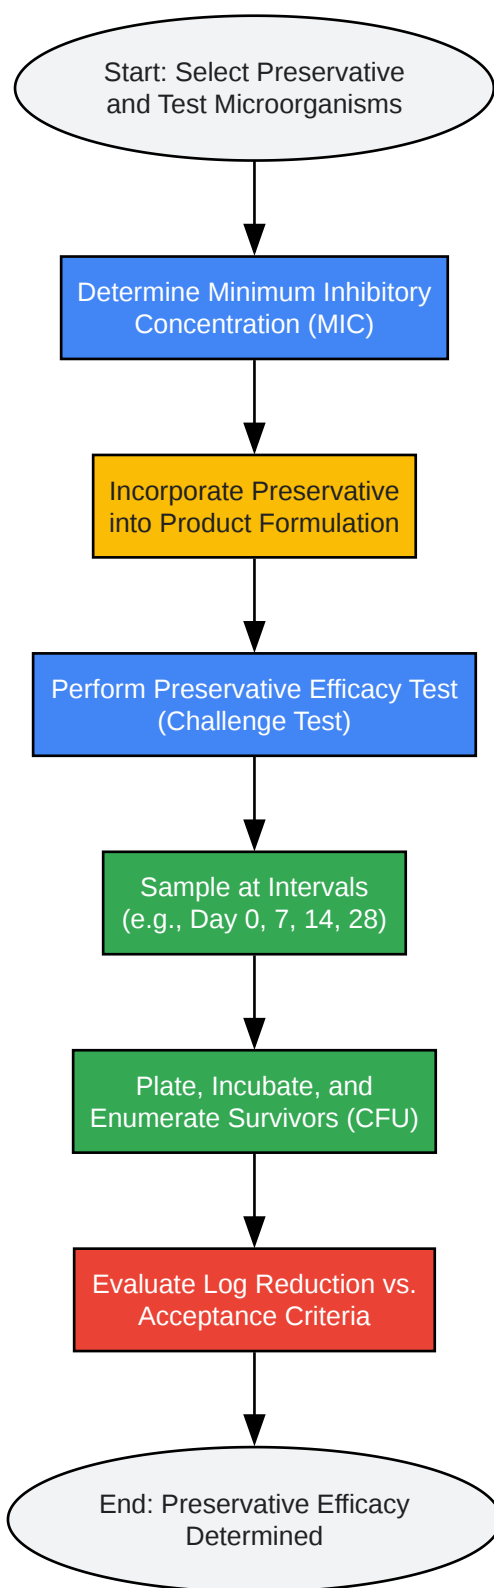 Start: Select Preservative
and Test Microorganisms
Determine Minimum Inhibitory
Concentration (MIC)
Incorporate Preservative
into Product Formulation
Perform Preservative Efficacy Test
(Challenge Test)
Sample at Intervals
(e.g., Day 0, 7, 14, 28)
Plate, Incubate, and
Enumerate Survivors (CFU)
Evaluate Log Reduction vs.
Acceptance Criteria
End: Preservative Efficacy
Determined